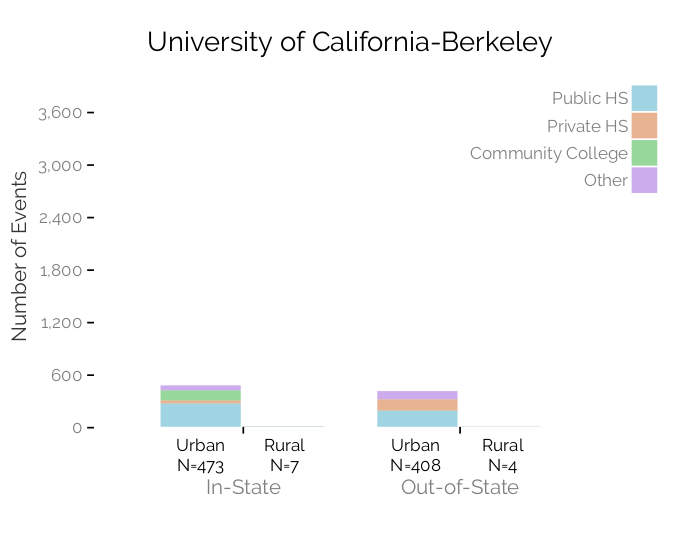 University of California-Berkeley
Public HS
Private HS
Community College
Other
Number of Events
3,600
3,000
2,400
1,800
1,200
600
0
Urban Rural Urban Rural
N=473 N=7 N=408 N=4
In-State Out-of-State